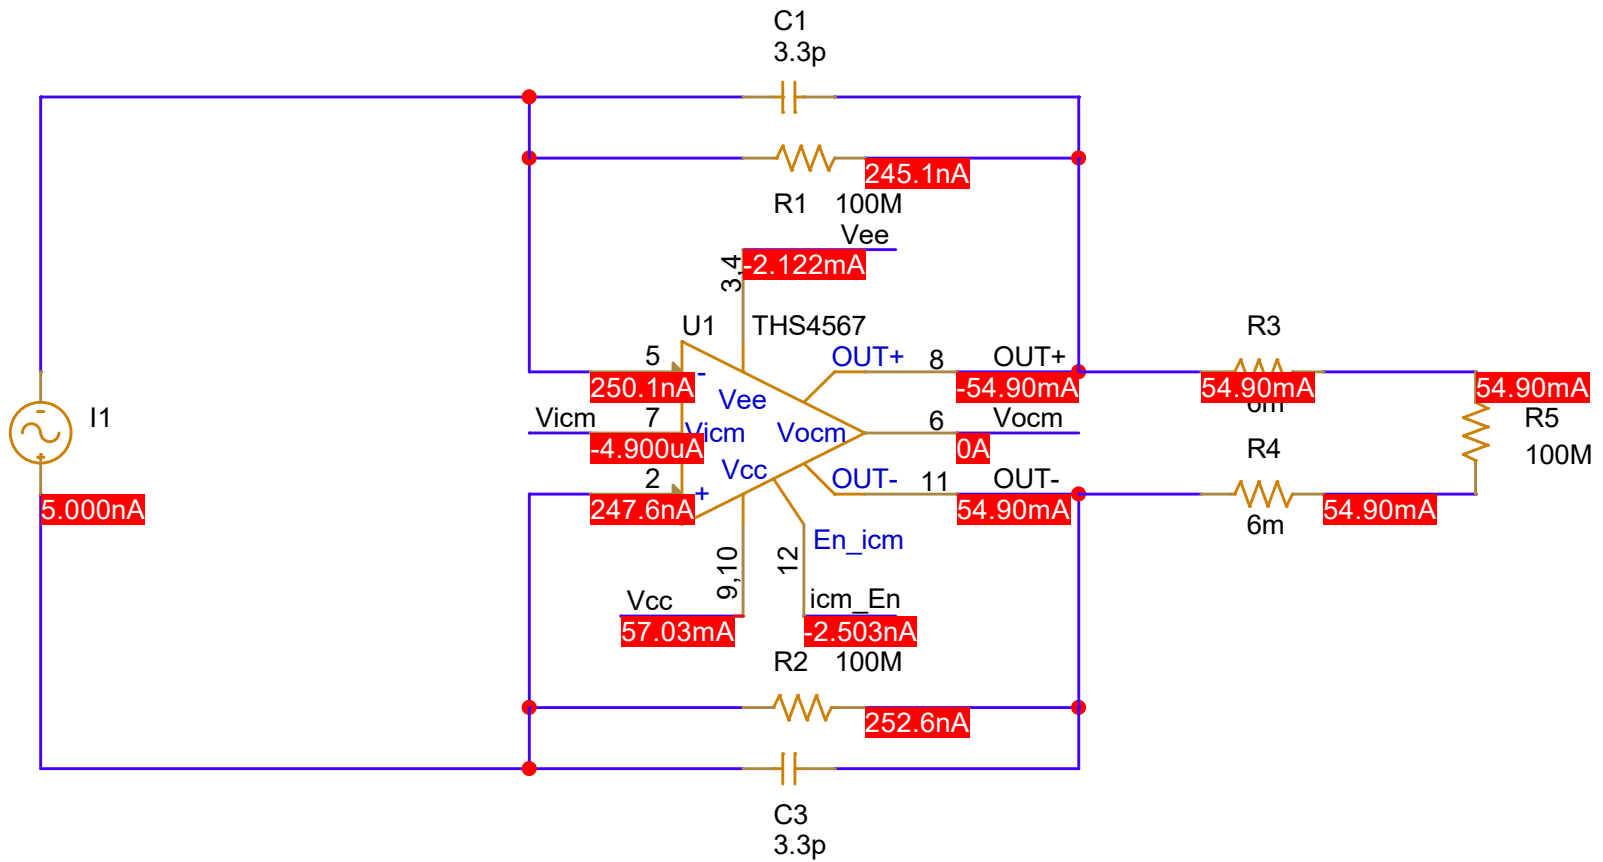 C1
3.3p
245.1nA
R1 100M
Vee
-2.122mA
3,4
U1 THS4567
R3
5
-
OUT+
8
OUT+
250.1nA
-54.90mA
54.90mA
54.90mA
6m
Vee
I1
Vicm
7
Vicm
Vocm
6
Vocm
R5
-4.900uA
0A
R4
100M
Vcc
2
+
OUT-
11
OUT-
247.6nA
54.90mA
54.90mA
5.000nA
6m
En_icm
9,10
12
Vcc
icm_En
57.03mA
-2.503nA
R2 100M
252.6nA
C3
3.3p